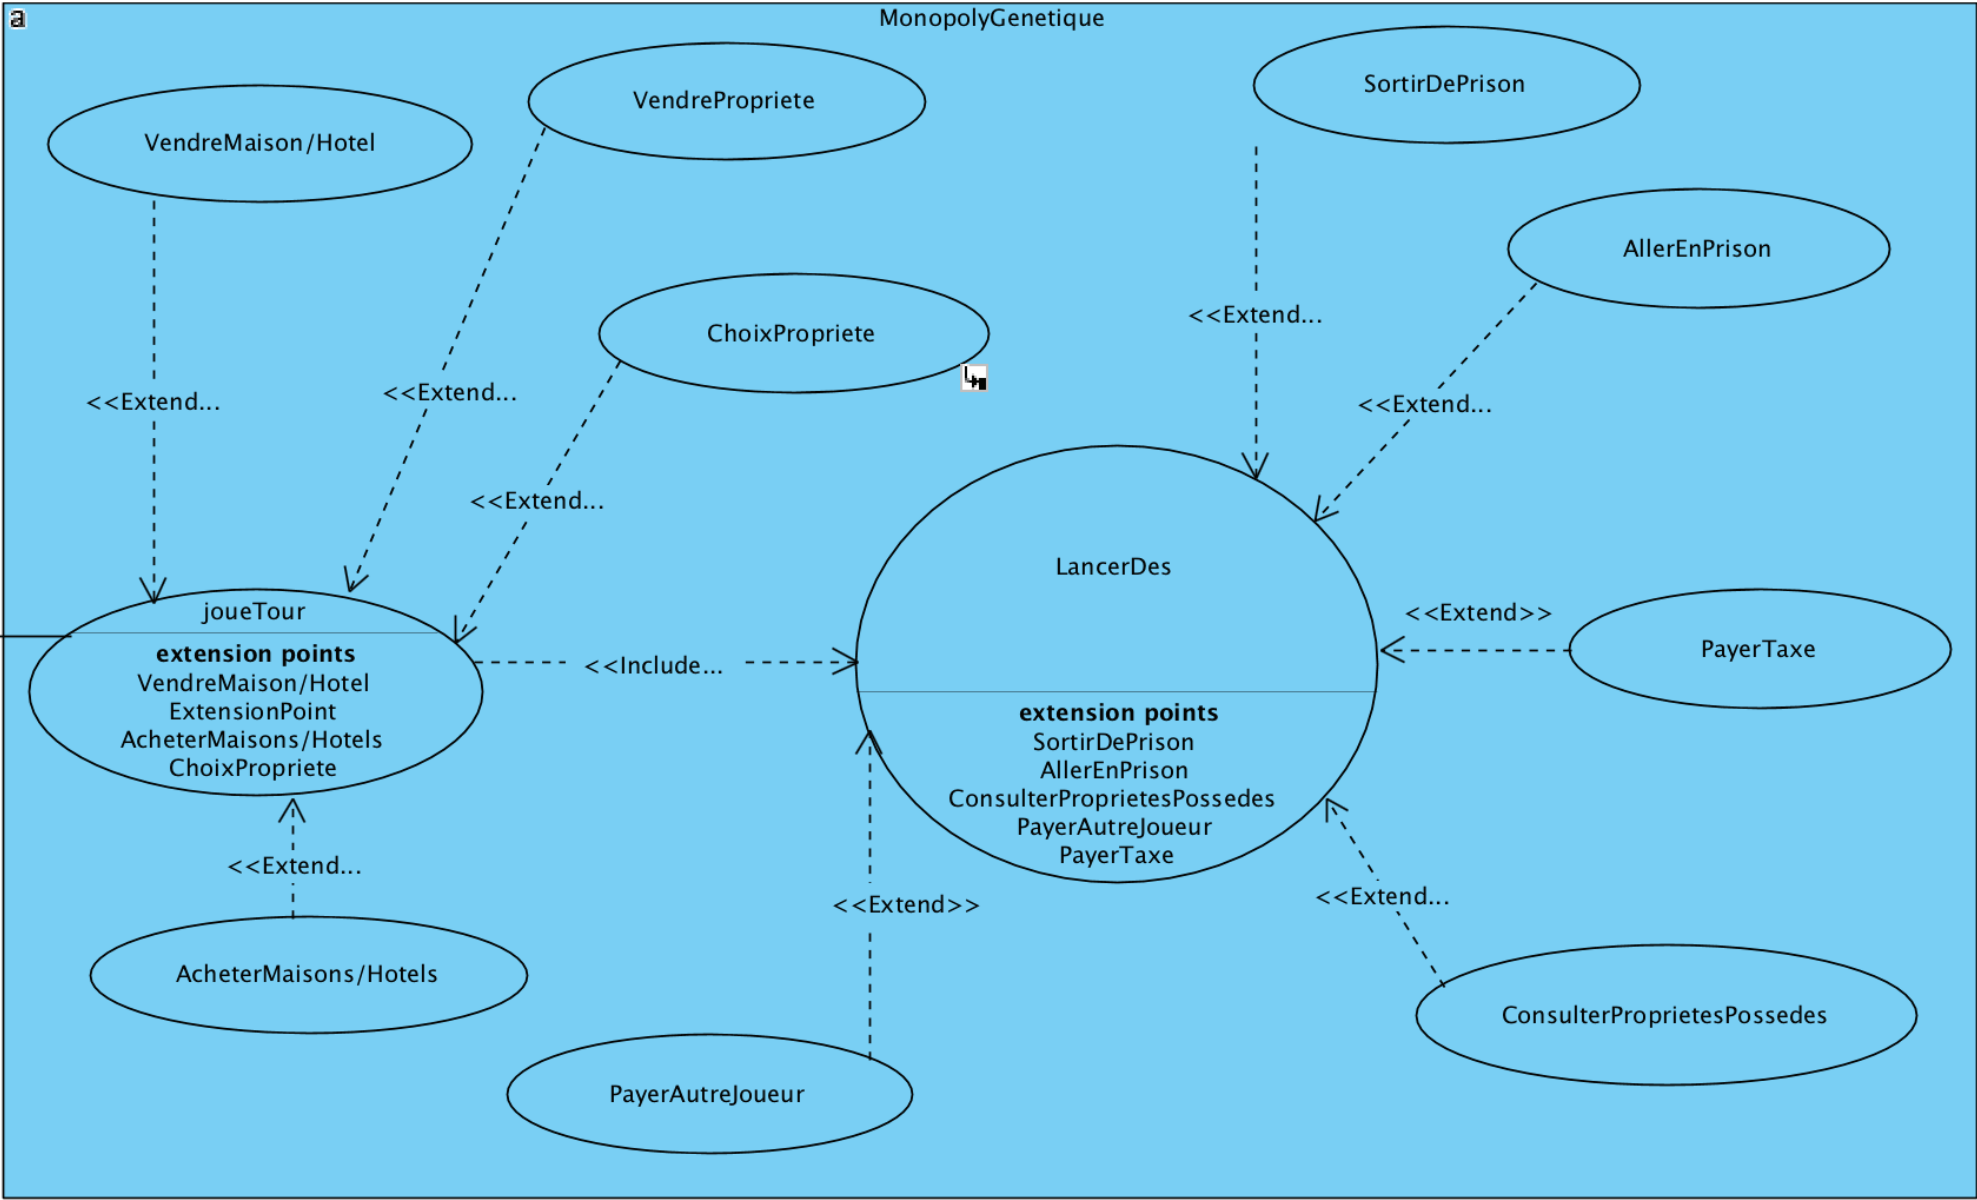 a
MonopolyGenetique
VendreMaison/Hotel
VendrePropriete
SortirDePrison
AllerEnPrison
ChoixPropriete
<<Extend...
<<Extend...
<<Extend...
<<Extend...
<<Extend...
joueTour
extension points
VendreMaison/Hotel
ExtensionPoint
AcheterMaisons/Hotels
ChoixPropriete
<<Include...
LancerDes
extension points
SortirDePrison
AllerEnPrison
ConsulterProprietesPossedes
PayerAutreJoueur
PayerTaxe
<<Extend>>
PayerTaxe
<<Extend...
AcheterMaisons/Hotels
<<Extend>>
PayerAutreJoueur
<<Extend...
ConsulterProprietesPossedes